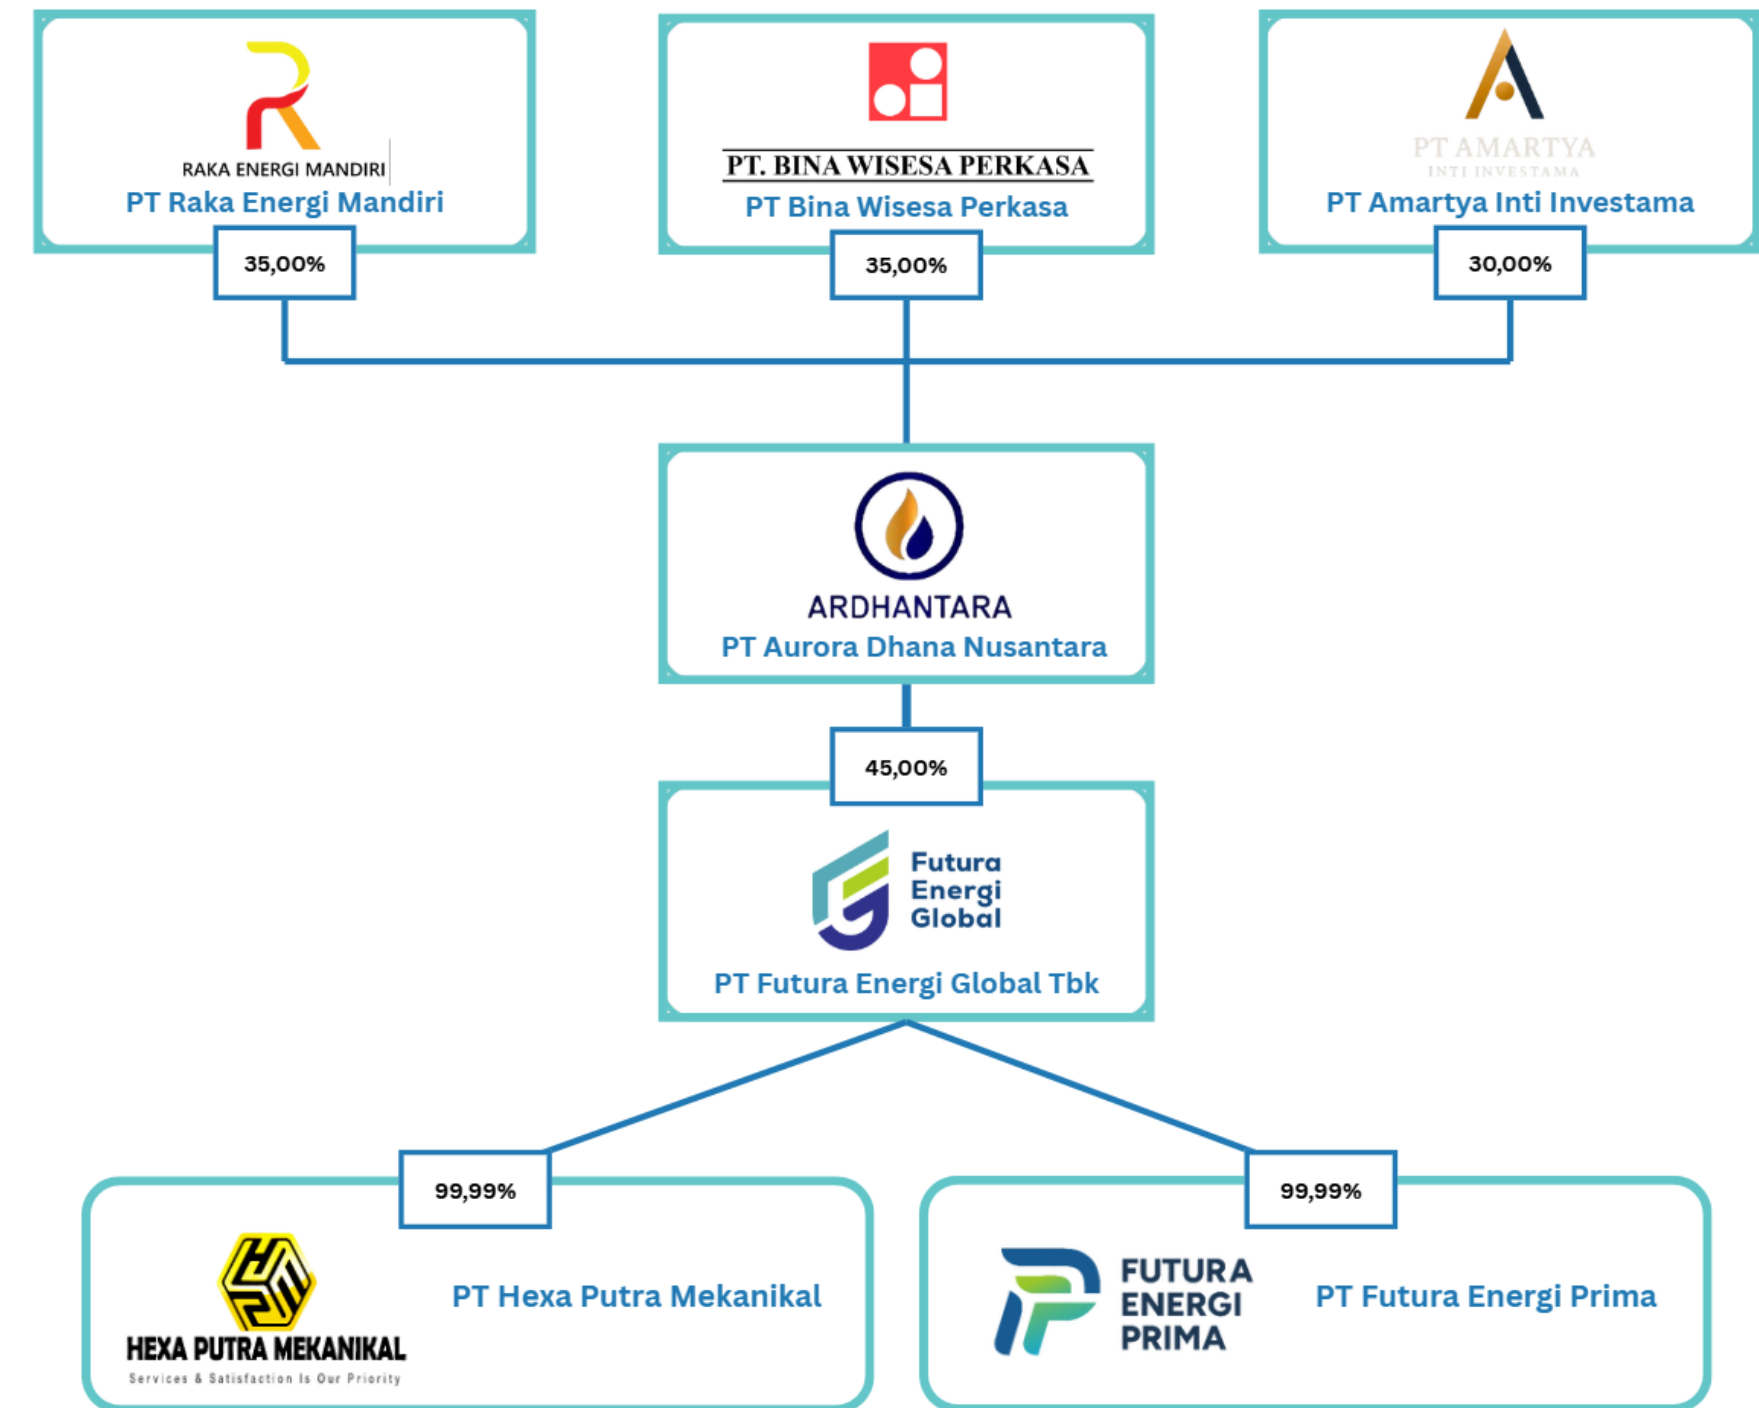 RAKA ENERGI MANDIRI
PT Raka Energi Mandiri
35,00%
PT. BINA WISESA PERKASA
PT Bina Wisesa Perkasa
35,00%
PT AMARTYA
INTI INVESTAMA
PT Amartya Inti Investama
30,00%
ARDHANTARA
PT Aurora Dhana Nusantara
45,00%
Futura
Energi
Global
PT Futura Energi Global Tbk
99,99%
HEXA PUTRA MEKANIKAL
Services & Satisfaction Is Our Priority
PT Hexa Putra Mekanikal
99,99%
FUTURA
ENERGI
PRIMA
PT Futura Energi Prima